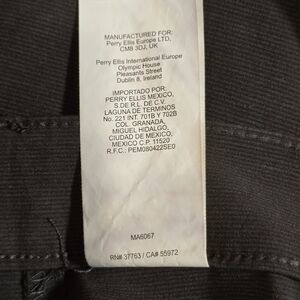 MANUFACTURED FOR:
Perry Ellis Europe LTD,
CM8 3DJ, UK
Perry Ellis International Europe
Olympic House
Pleasants Street
Dublin 8, Ireland
IMPORTADO POR:
PERRY ELLIS MEXICO,
S.DE R.L DE C.V.
LAGUNA DE TERMINOS
No. 221 INT. 701B Y 702B
COL. GRANADA,
MIGUEL HIDALGO,
CIUDAD DE MEXICO,
MEXICO C.P. 11520
R.F.C.: PEM080422SE0
MA6067
RN# 37763 / CA# 55972